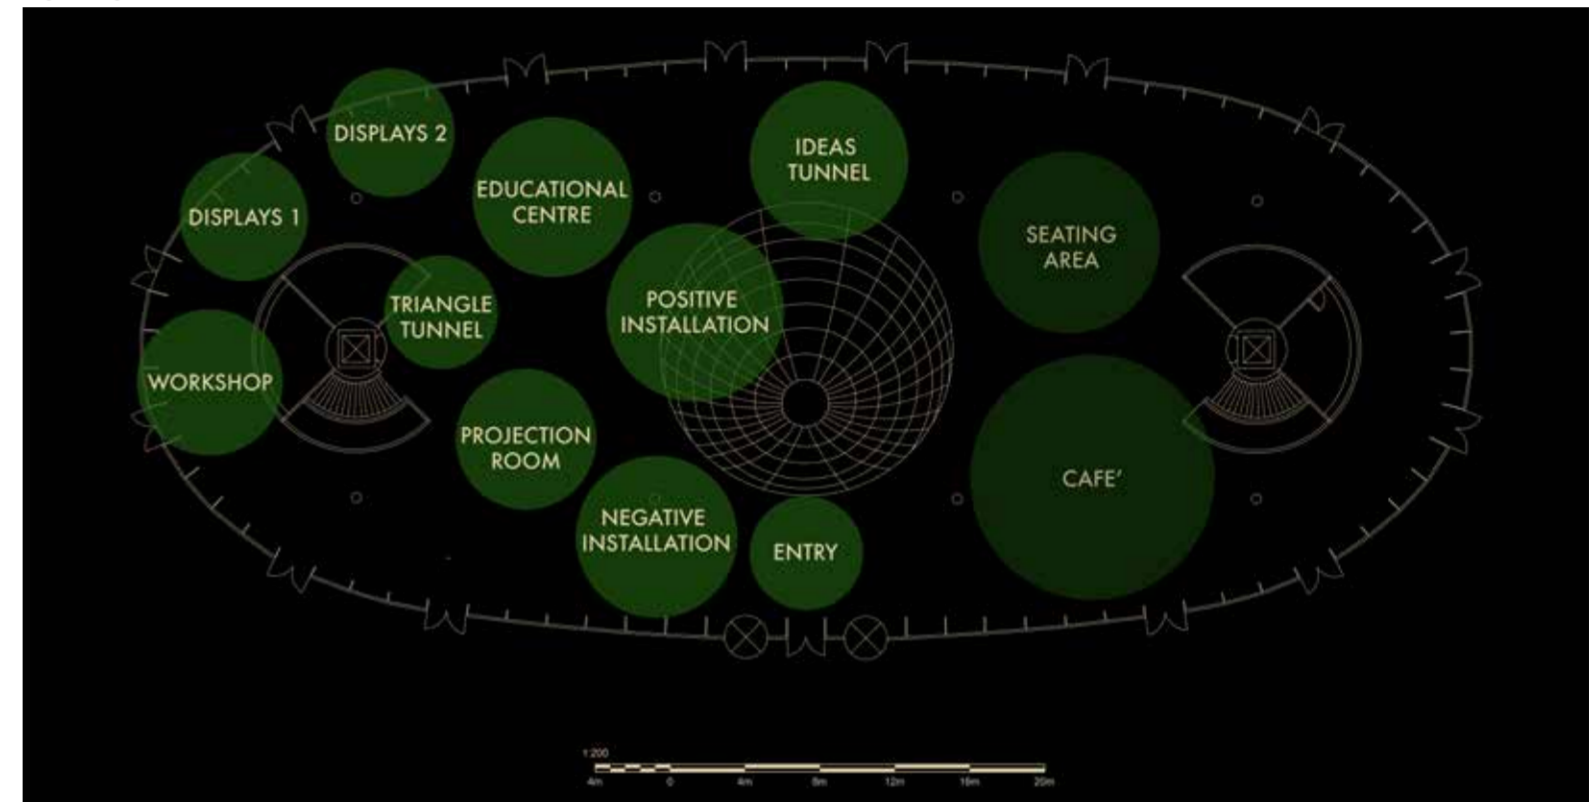 DISPLAYS 2
IDEAS
TUNNEL
EDUCATIONAL
CENTRE
DISPLAYS 1
SEATING
AREA
TRIANGLE
TUNNEL
POSITIVE
INSTALLATION
WORKSHOP
PROJECTION
ROOM
CAFE'
NEGATIVE
INSTALLATION
ENTRY
1:200
4m 0 4m 8m 12m 16m 20m